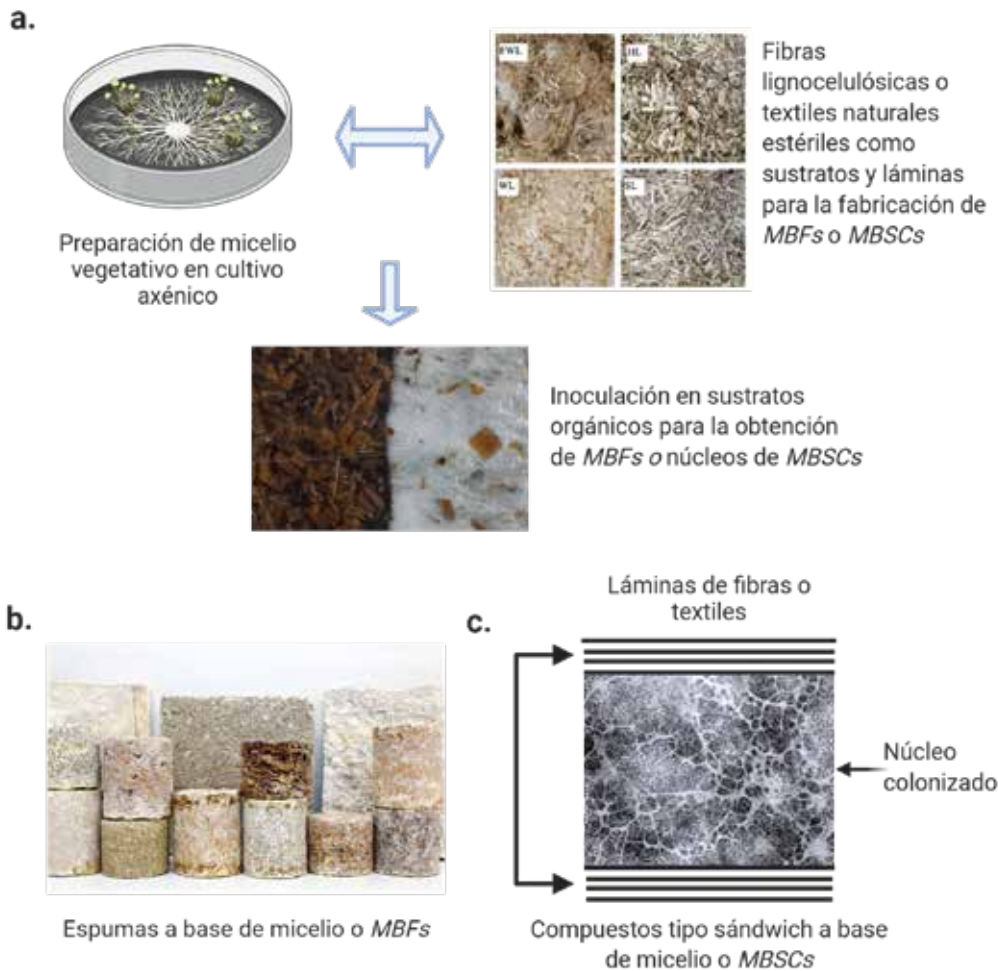 a.
Preparación de micelio
vegetativo en cultivo
axénico
WL
SL
Fibras
lignocelulósicas o
textiles naturales
estériles como
sustratos y láminas
para la fabricación de
MBFs o MBSCs
Inoculación en sustratos
orgánicos para la obtención
de MBFs o núcleos de MBSCs
b.
Espumas a base de micelio o MBFs
c.
Láminas de fibras o
textiles
Núcleo
colonizado
Compuestos tipo sándwich a base
de micelio o MBSCs